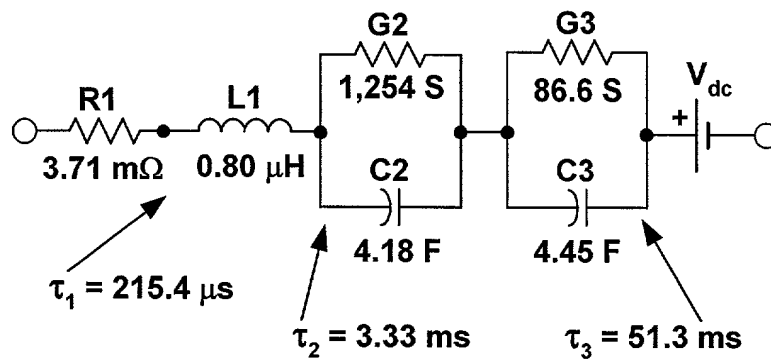 G2
1,254 S
G3
86.6 S
V_dc
R1
3.71 mΩ
L1
0.80 μH
+
C2
4.18 F
C3
4.45 F
τ₁ = 215.4 μs
τ₂ = 3.33 ms
τ₃ = 51.3 ms